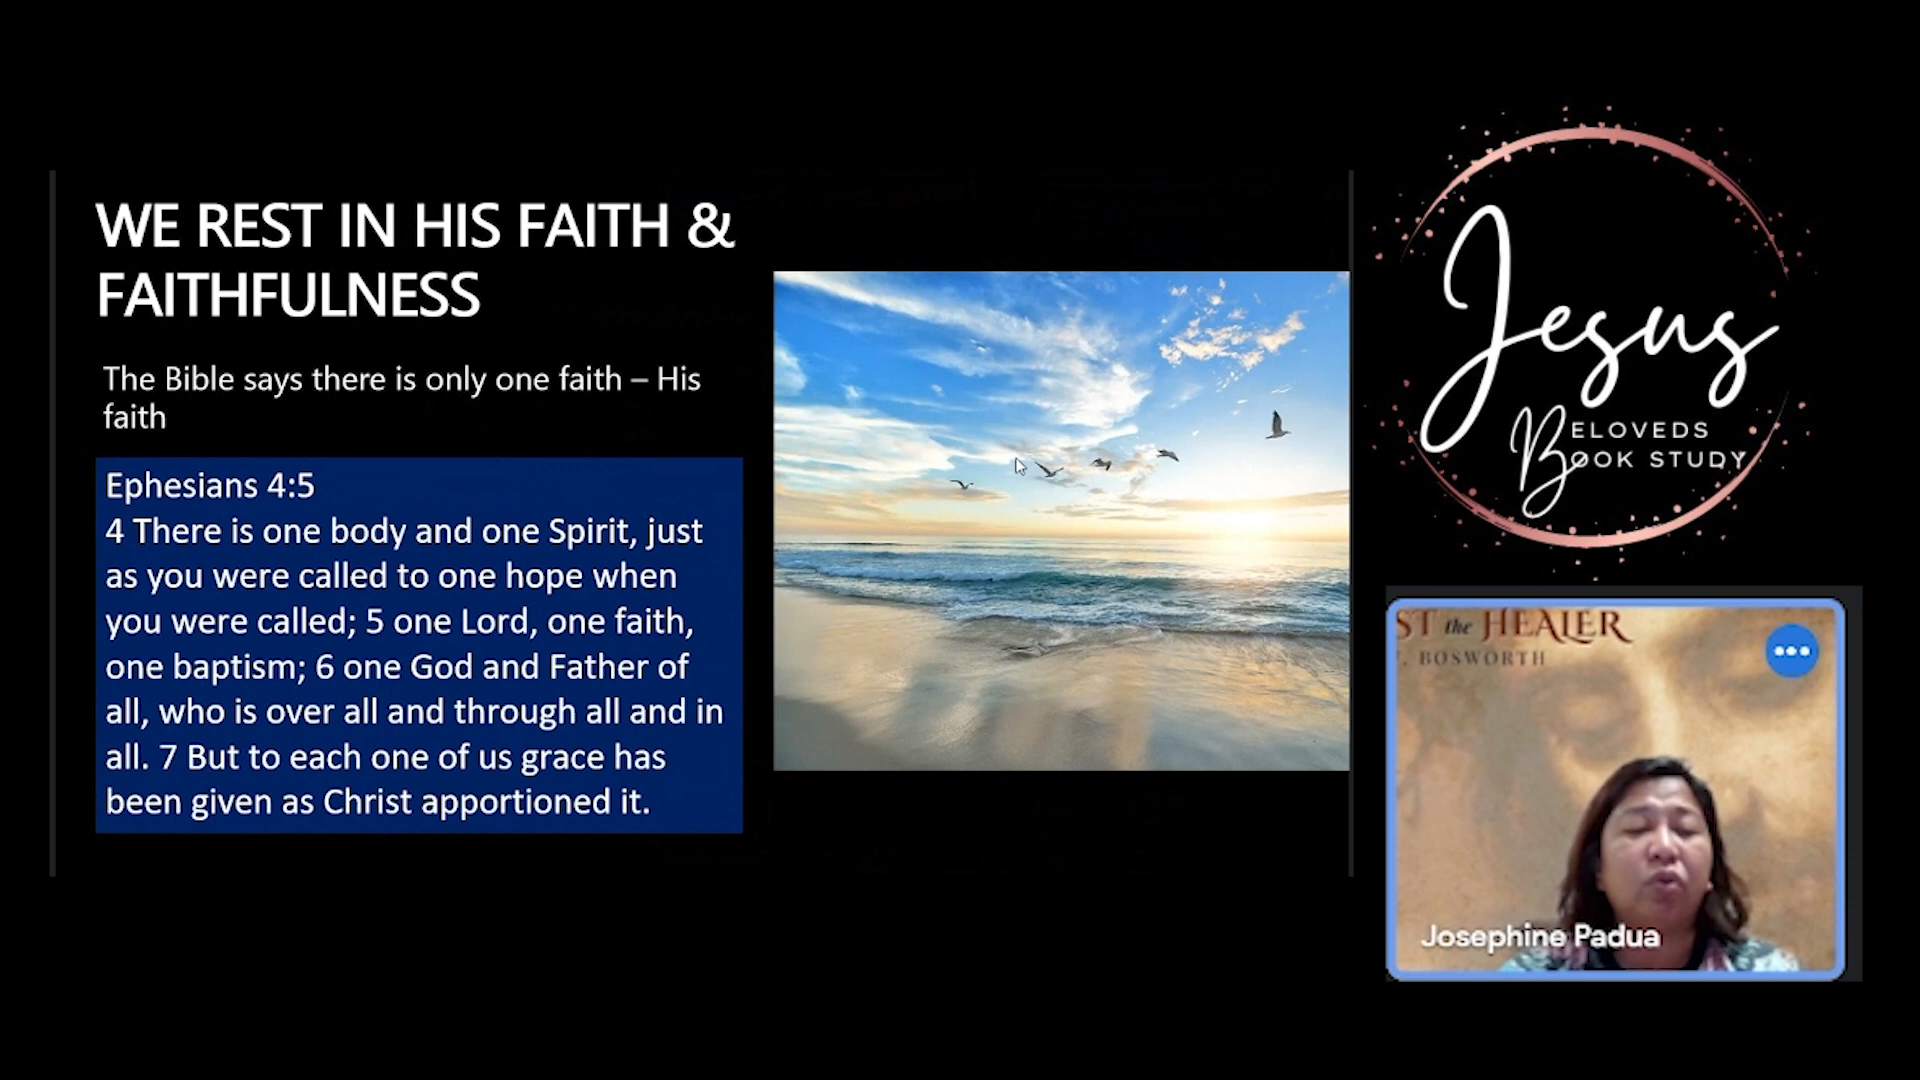 WE REST IN HIS FAITH &
FAITHFULNESS
The Bible says there is only one faith – His
faith
Ephesians 4:5
4 There is one body and one Spirit, just
as you were called to one hope when
you were called; 5 one Lord, one faith,
one baptism; 6 one God and Father of
all, who is over all and through all and in
all. 7 But to each one of us grace has
been given as Christ apportioned it.
Jesus
BELOVEDS
BOOK STUDY
ST the HEALER
. BOSWORTH
Josephine Padua